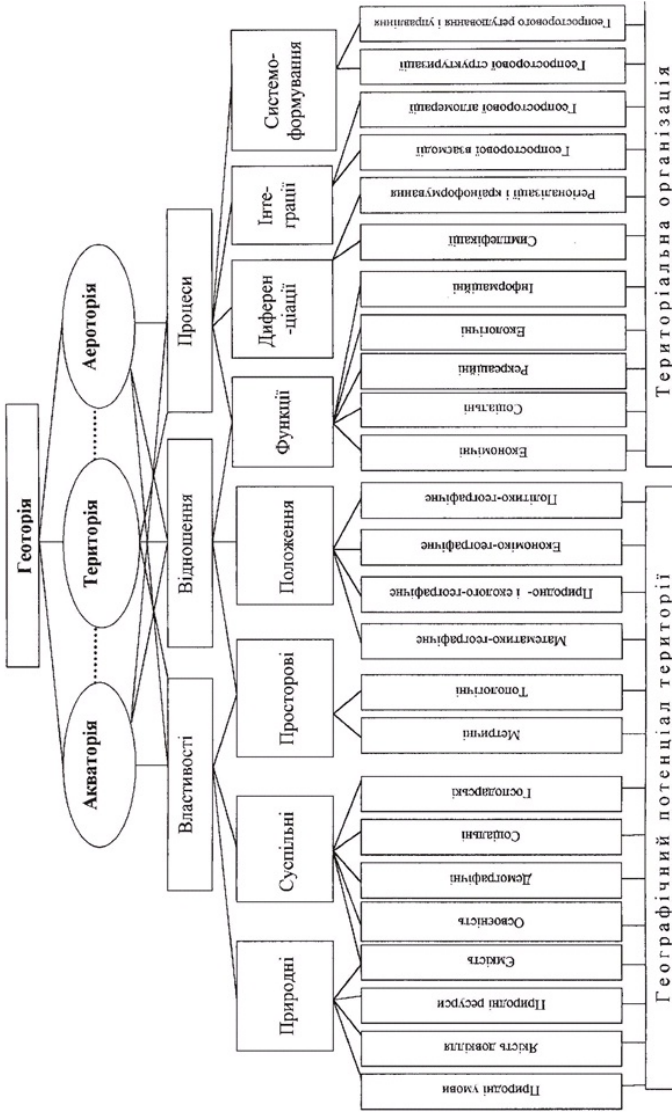 Геоторія
Акваторія
Територія
Аероторія
Властивості
Відношення
Процеси
Природні
Суспільні
Просторові
Положення
Функції
Диферен
-ціації
Інте-
грації
Системо-
формування
Природні умови
Якість довкілля
Природні ресурси
Ємкість
Освоєність
Демографічні
Соціальні
Господарські
Метричні
Топологічні
Математико-географічне
Природно- і еколого-географічне
Економіко-географічне
Політико-географічне
Економічні
Соціальні
Рекреаційні
Екологічні
Інформаційні
Симплефікації
Регіоналізації і країноформування
Геопросторової взаємодії
Геопросторової агломерації
Геопросторової структуризації
Геопросторового регулювання і управління
Географічний потенціал території
Територіальна організація